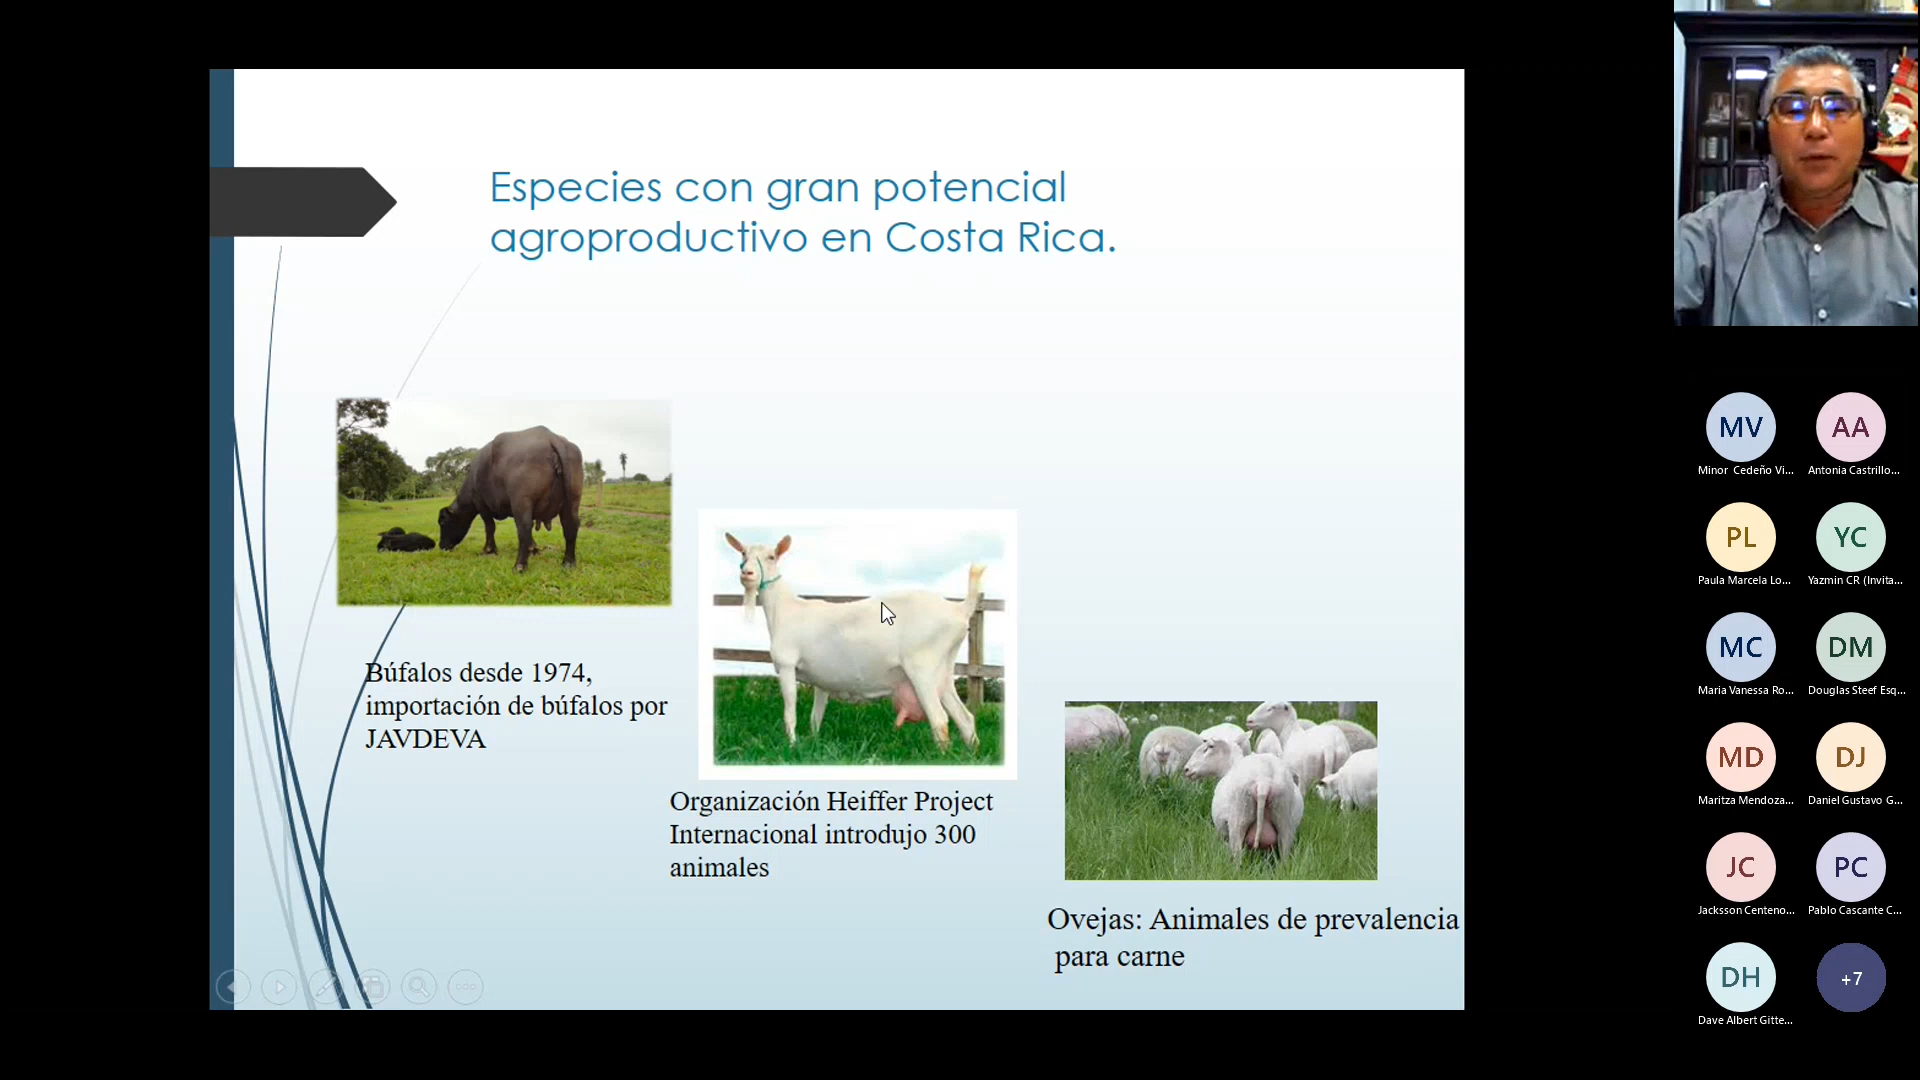 Especies con gran potencial
agroproductivo en Costa Rica.
Búfalos desde 1974,
importación de búfalos por
JAVDEVA
Organización Heiffer Project
Internacional introdujo 300
animales
Ovejas: Animales de prevalencia
para carne
MV
Minor Cedeño Vi...
AA
Antonia Castrillo...
PL
Paula Marcela Lo...
YC
Yazmin CR (Invita...
MC
Maria Vanessa Ro...
DM
Douglas Steef Esq...
MD
Maritza Mendoza...
DJ
Daniel Gustavo G...
JC
Jacksson Centeno...
PC
Pablo Cascante C...
DH
Dave Albert Gitte...
+7